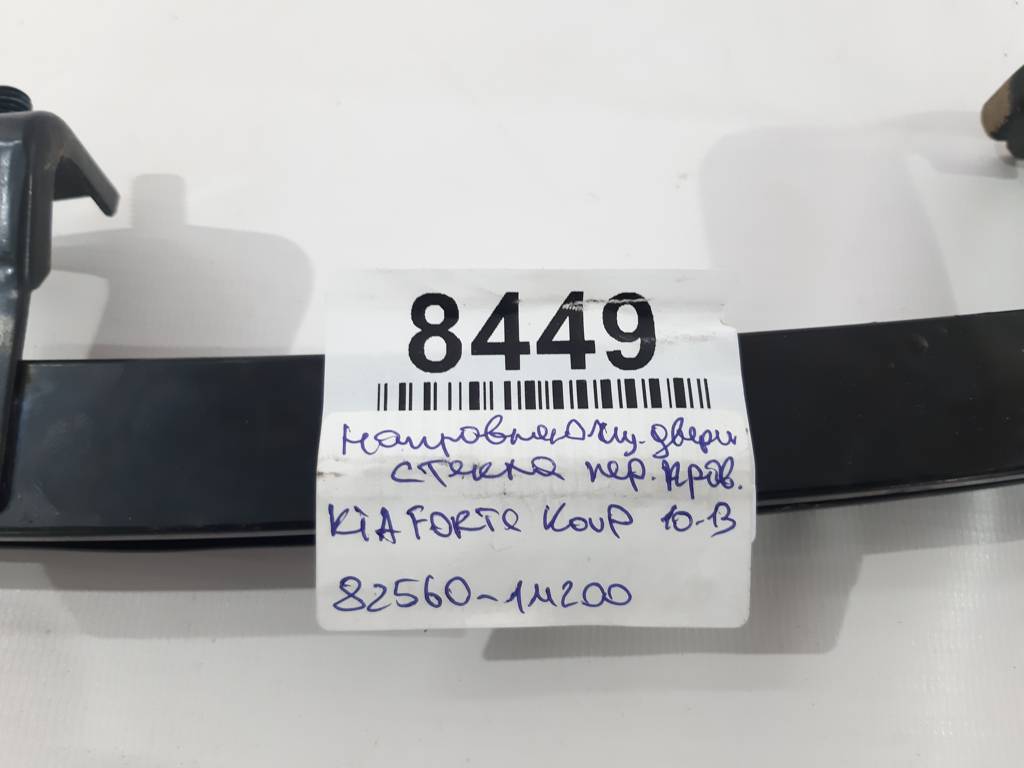 8449
направляющ. двери
стекла пер. прав.
KIA FORTE KOUP 10-13
82560-1M200